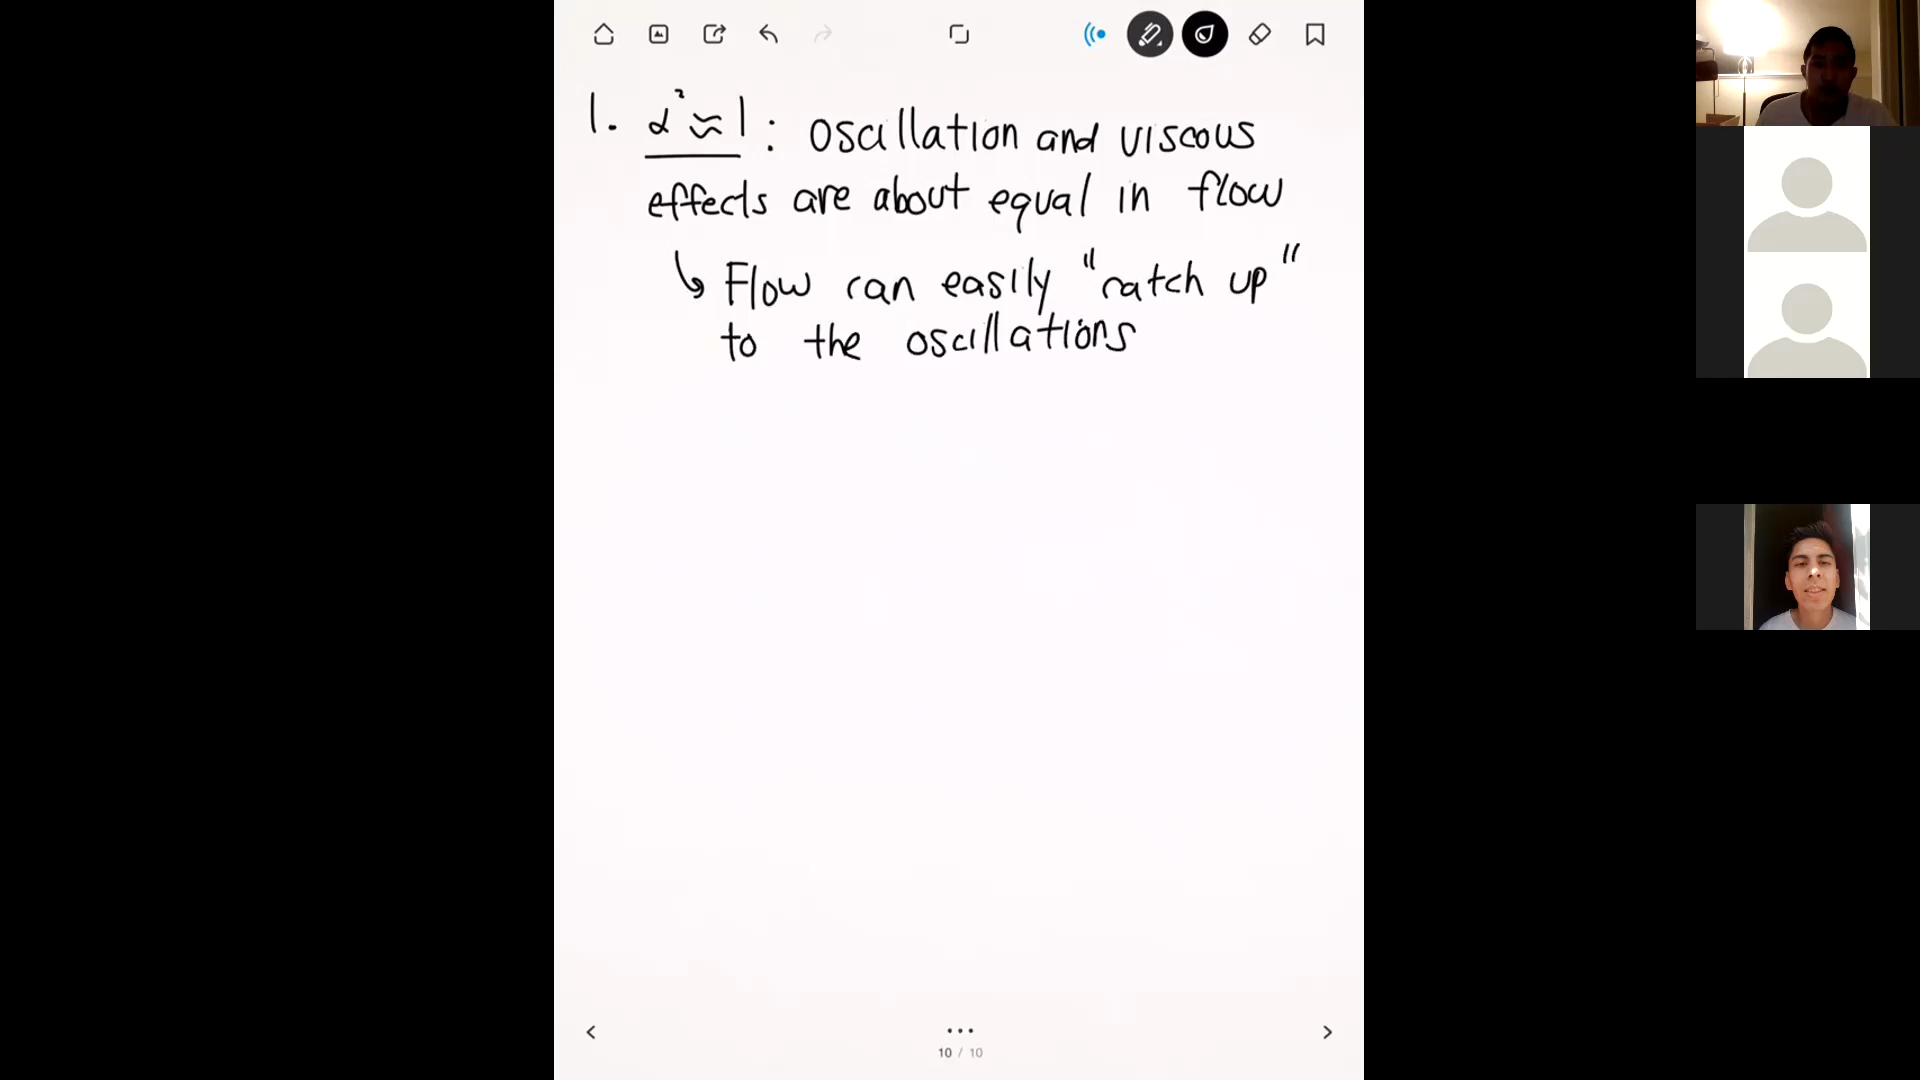 1. α² ≈ 1 : oscillation and viscous
effects are about equal in flow
↳ Flow can easily "catch up"
to the oscillations
10 / 10